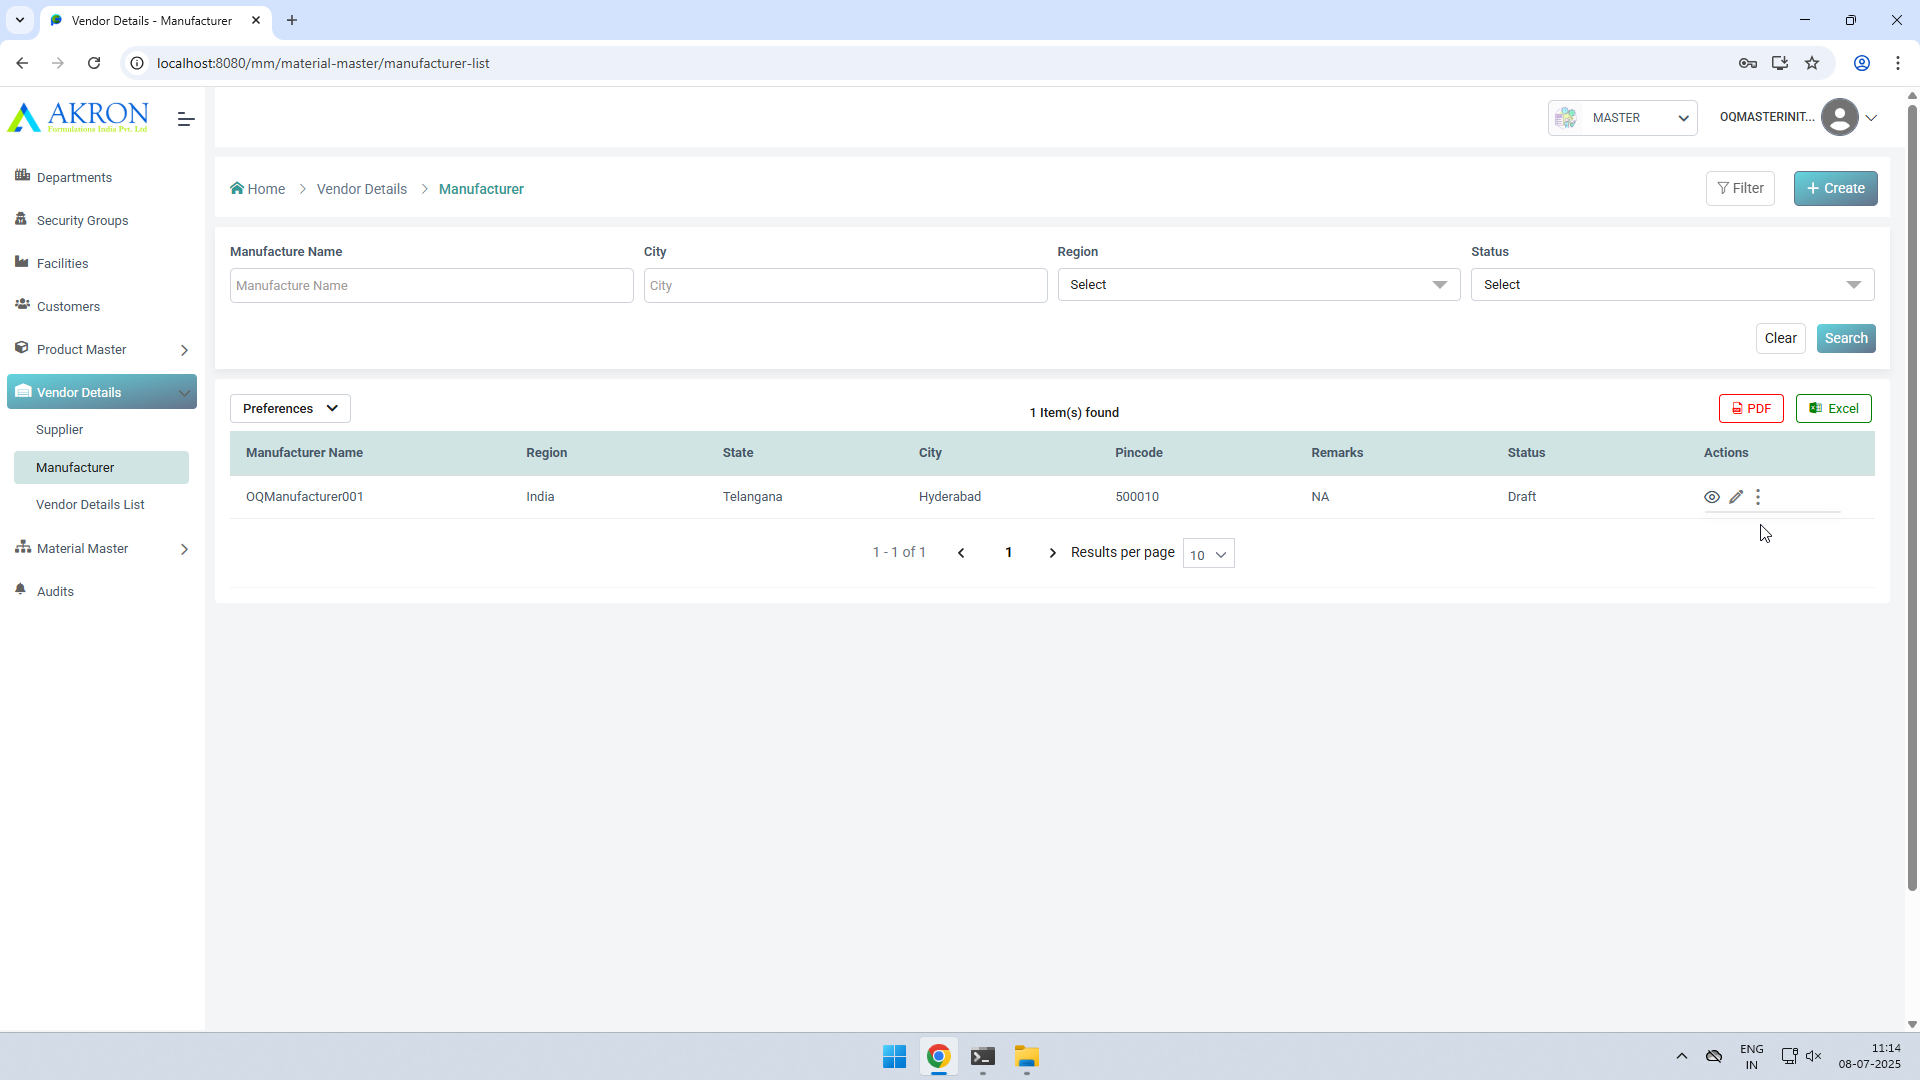 Vendor Details - Manufacturer
localhost:8080/mm/material-master/manufacturer-list
AKRON
Formulations India Pvt. Ltd
MASTER
OQMASTERINIT...
Departments
Security Groups
Facilities
Customers
Product Master
Vendor Details
Supplier
Manufacturer
Vendor Details List
Material Master
Audits
Home > Vendor Details > Manufacturer
Filter
+ Create
Manufacture Name City Region Status
Manufacture Name City Select Select
Clear Search
Preferences
1 Item(s) found
PDF Excel
Manufacturer Name Region State City Pincode Remarks Status Actions
OQManufacturer001 India Telangana Hyderabad 500010 NA Draft
1 - 1 of 1 1 Results per page 10
ENG
IN
11:14
08-07-2025